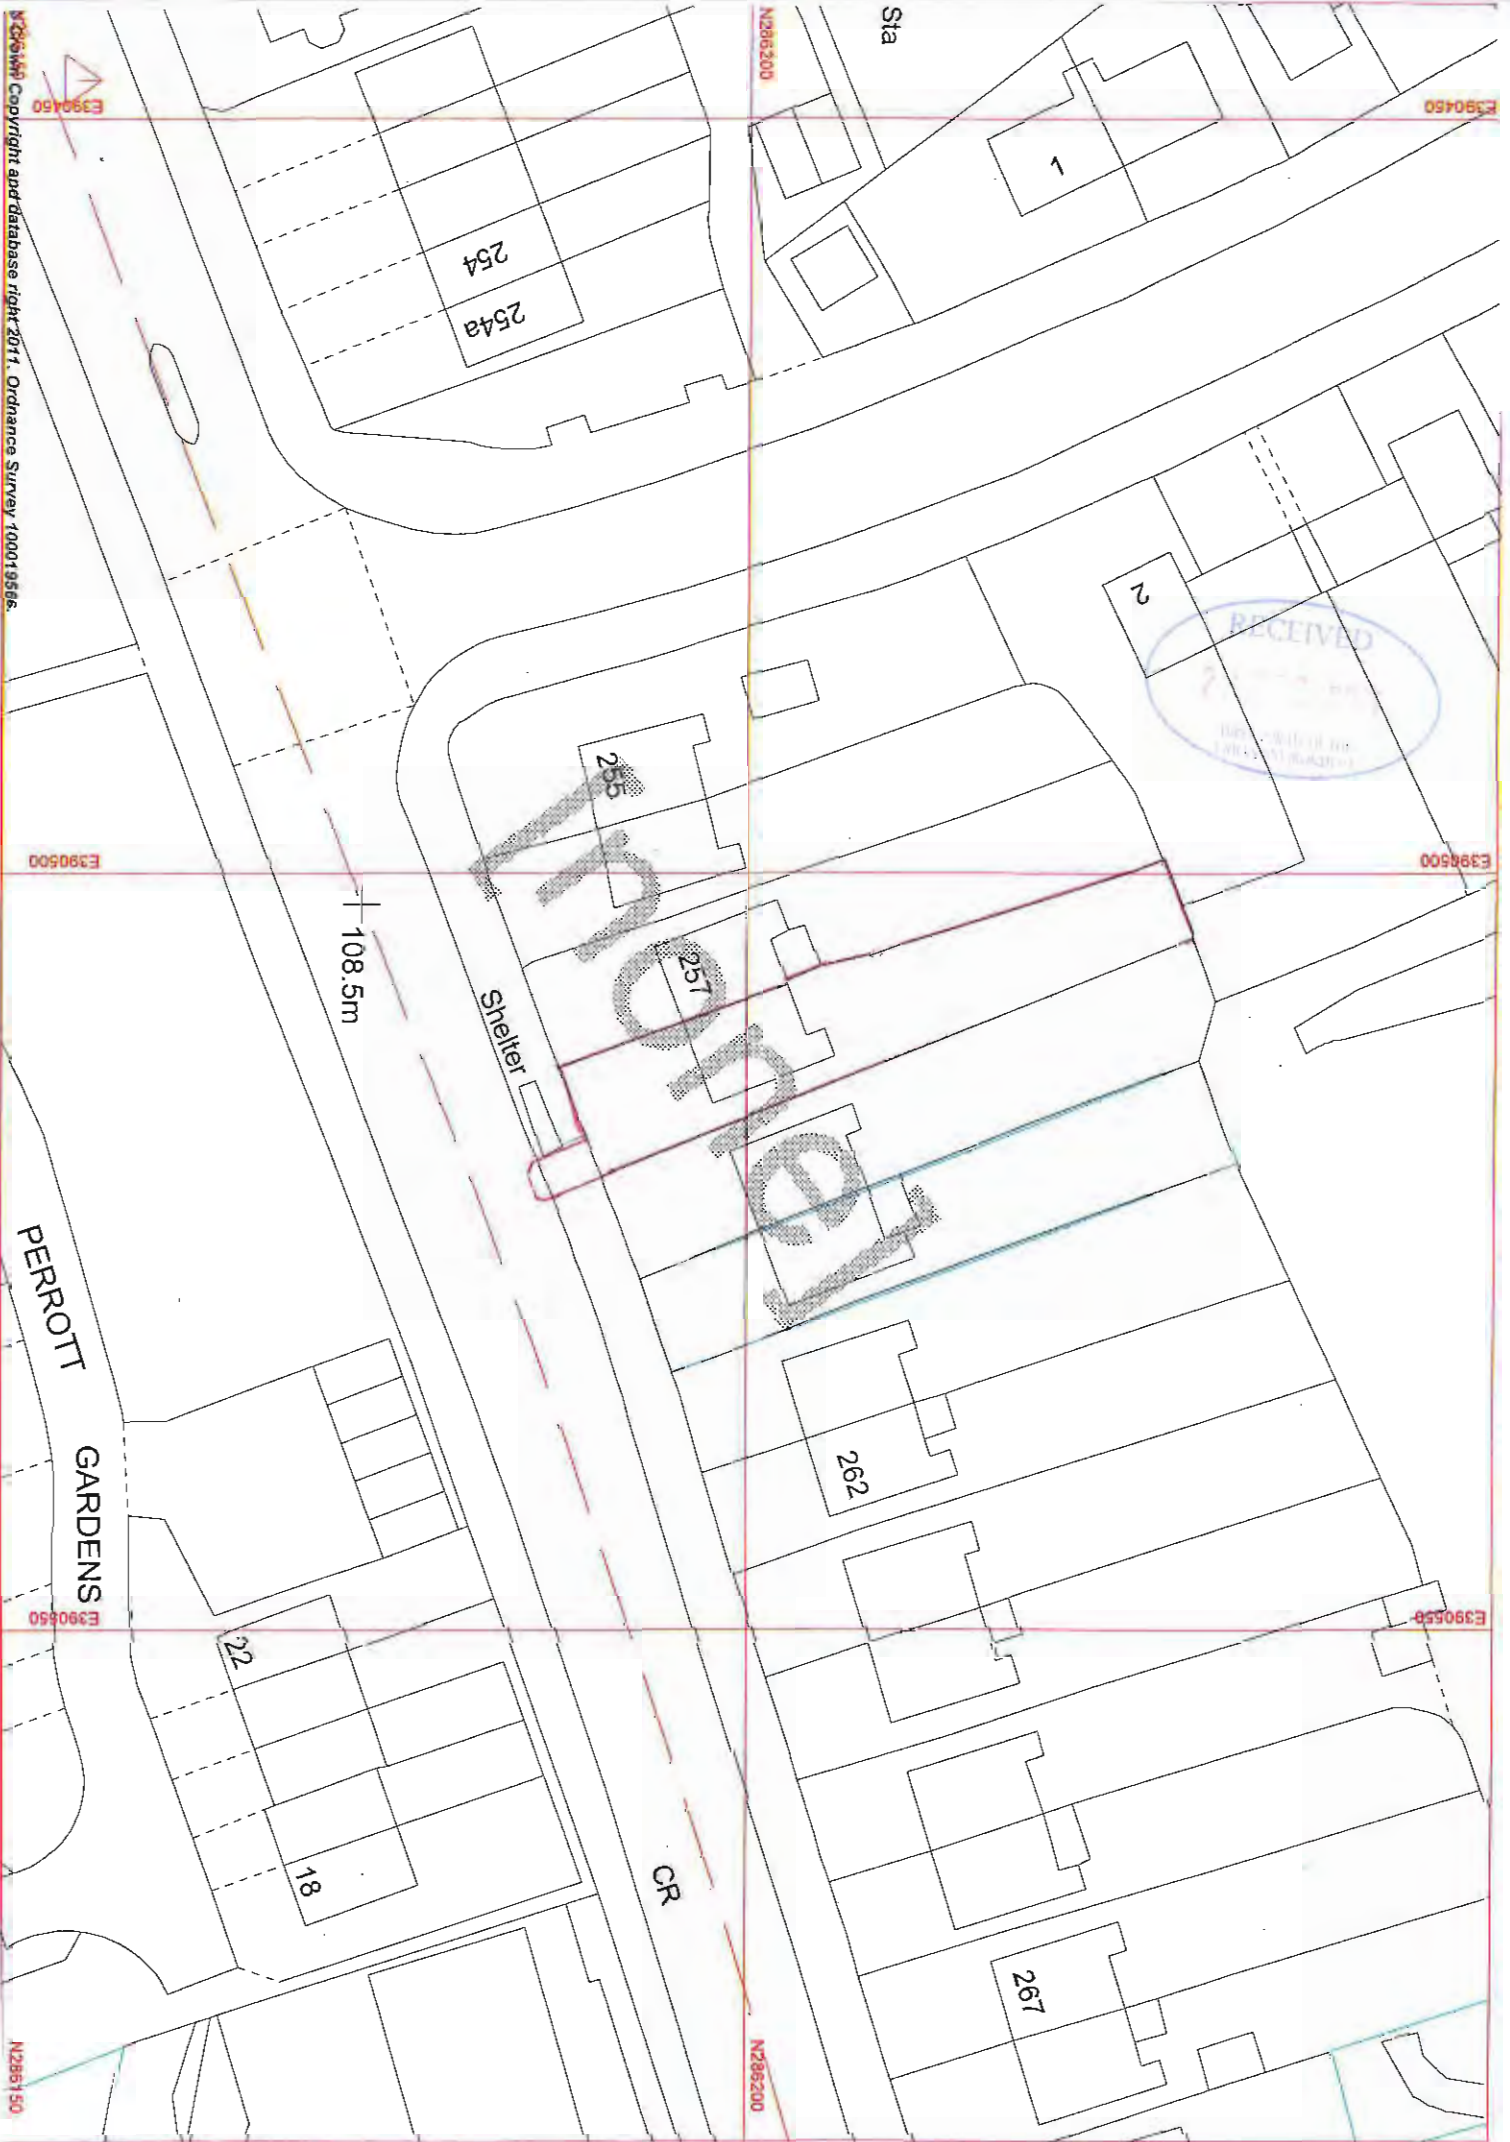 Sta
N286200
E390450
E390450
1
254
254a
2
RECEIVED
255
E390500
E390500
257
108.5m
Shelter
PERROTT
GARDENS
262
E390550
E390550
22
18
CR
267
N286150
N286200
Crown Copyright and database right 2011. Ordnance Survey 100019566.